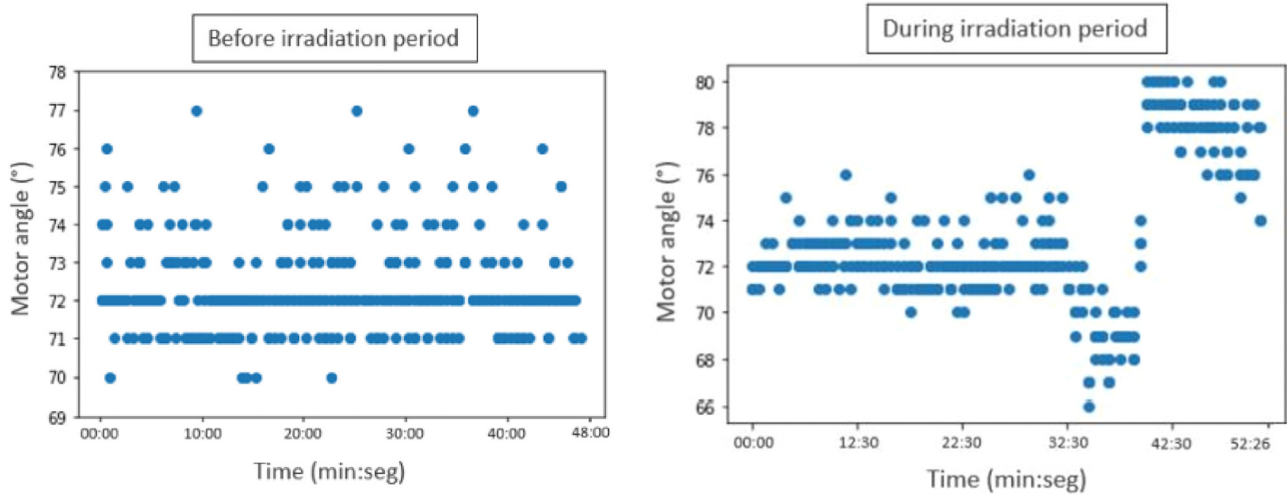 Before irradiation period
78
77
76
75
74
73
72
71
70
69
Motor angle (°)
00:00 10:00 20:00 30:00 40:00 48:00
Time (min:seg)
During irradiation period
80
78
76
74
72
70
68
66
Motor angle (°)
00:00 12:30 22:30 32:30 42:30 52:26
Time (min:seg)